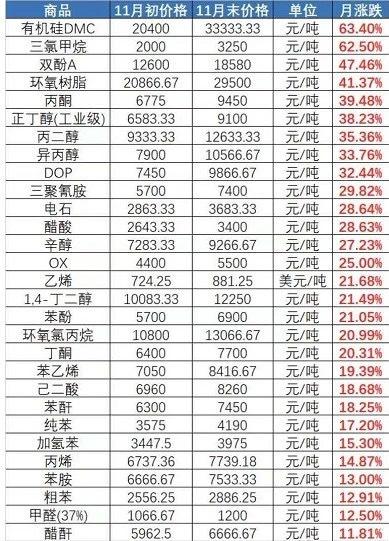 商品 11月初价格 11月末价格 单位 月涨跌
有机硅DMC 20400 33333.33 元/吨 63.40%
三氯甲烷 2000 3250 元/吨 62.50%
双酚A 12600 18580 元/吨 47.46%
环氧树脂 20866.67 29500 元/吨 41.37%
丙酮 6775 9450 元/吨 39.48%
正丁醇(工业级) 6583.33 9100 元/吨 38.23%
丙二醇 9333.33 12633.33 元/吨 35.36%
异丙醇 7900 10566.67 元/吨 33.76%
DOP 7450 9866.67 元/吨 32.44%
三聚氰胺 5700 7400 元/吨 29.82%
电石 2863.33 3683.33 元/吨 28.64%
醋酸 2643.33 3400 元/吨 28.63%
辛醇 7283.33 9266.67 元/吨 27.23%
OX 4400 5500 元/吨 25.00%
乙烯 724.25 881.25 美元/吨 21.68%
1,4-丁二醇 10083.33 12250 元/吨 21.49%
苯酚 5700 6900 元/吨 21.05%
环氧氯丙烷 10800 13066.67 元/吨 20.99%
丁酮 6400 7700 元/吨 20.31%
苯乙烯 7050 8416.67 元/吨 19.39%
己二酸 6960 8260 元/吨 18.68%
苯酐 6300 7450 元/吨 18.25%
纯苯 3575 4190 元/吨 17.20%
加氢苯 3447.5 3975 元/吨 15.30%
丙烯 6737.36 7739.18 元/吨 14.87%
苯胺 6666.67 7533.33 元/吨 13.00%
粗苯 2556.25 2886.25 元/吨 12.91%
甲醛(37%) 1066.67 1200 元/吨 12.50%
醋酐 5962.5 6666.67 元/吨 11.81%